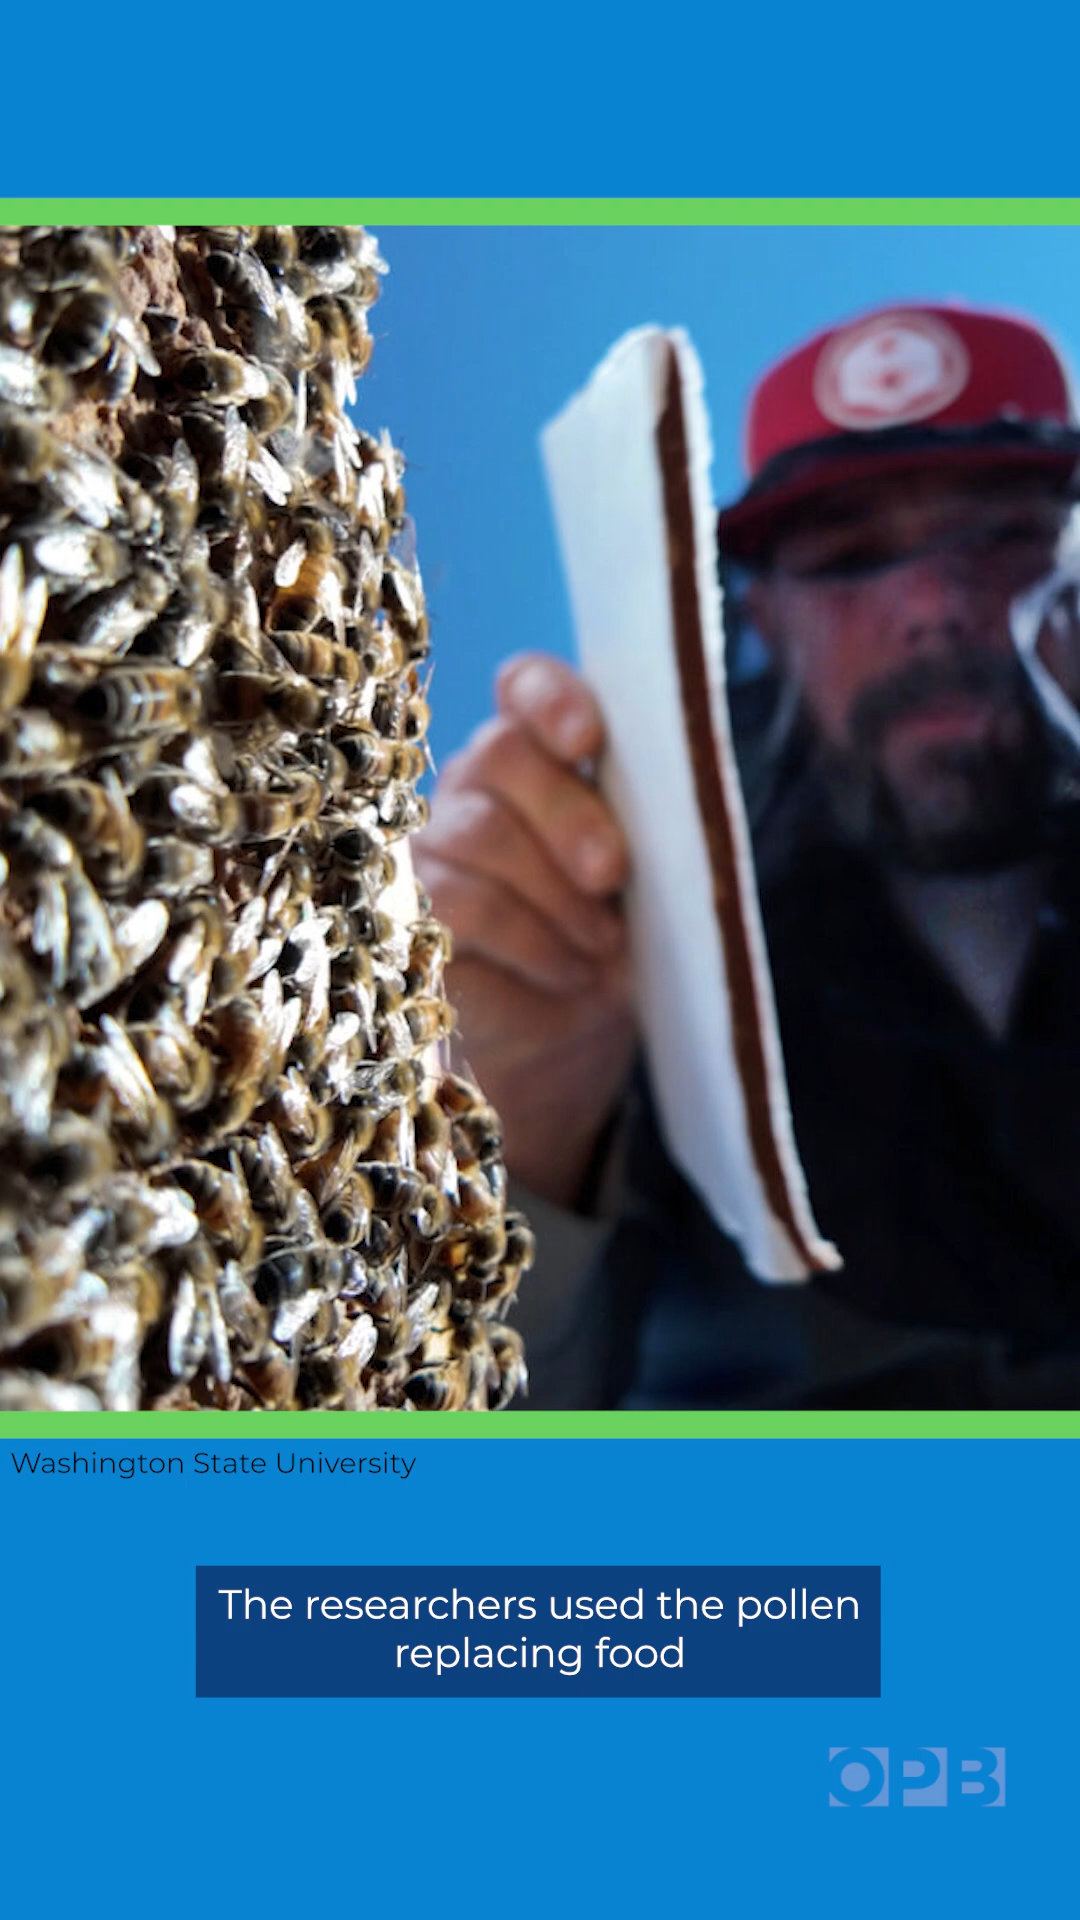 Washington State University
The researchers used the pollen
replacing food
OPB